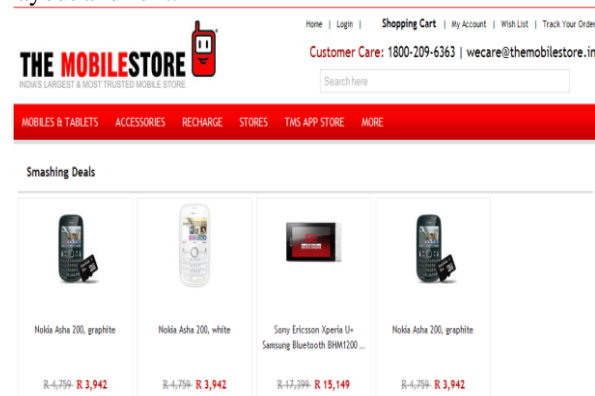 Home | Login | Shopping Cart | My Account | Wish List | Track Your Order
THE MOBILESTORE
INDIA'S LARGEST & MOST TRUSTED MOBILE STORE
Customer Care: 1800-209-6363 | wecare@themobilestore.in
Search here
MOBILES & TABLETS ACCESSORIES RECHARGE STORES TMS APP STORE MORE
Smashing Deals
Nokia Asha 200, graphite
R 4,759 R 3,942
Nokia Asha 200, white
R 4,759 R 3,942
Sony Ericsson Xperia U+
Samsung Bluetooth BHM1200 ...
R 17,399 R 15,149
Nokia Asha 200, graphite
R 4,759 R 3,942